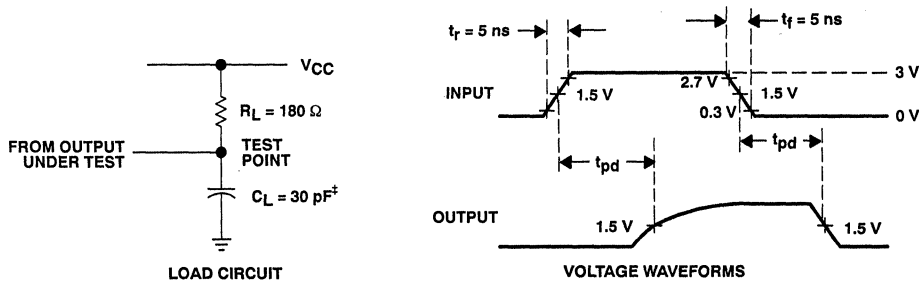 VCC
RL = 180 Ω
FROM OUTPUT
UNDER TEST
TEST
POINT
CL = 30 pF‡
LOAD CIRCUIT
tr = 5 ns
tf = 5 ns
INPUT
2.7 V
3 V
1.5 V
1.5 V
0.3 V
0 V
tpd
tpd
OUTPUT
1.5 V
1.5 V
VOLTAGE WAVEFORMS